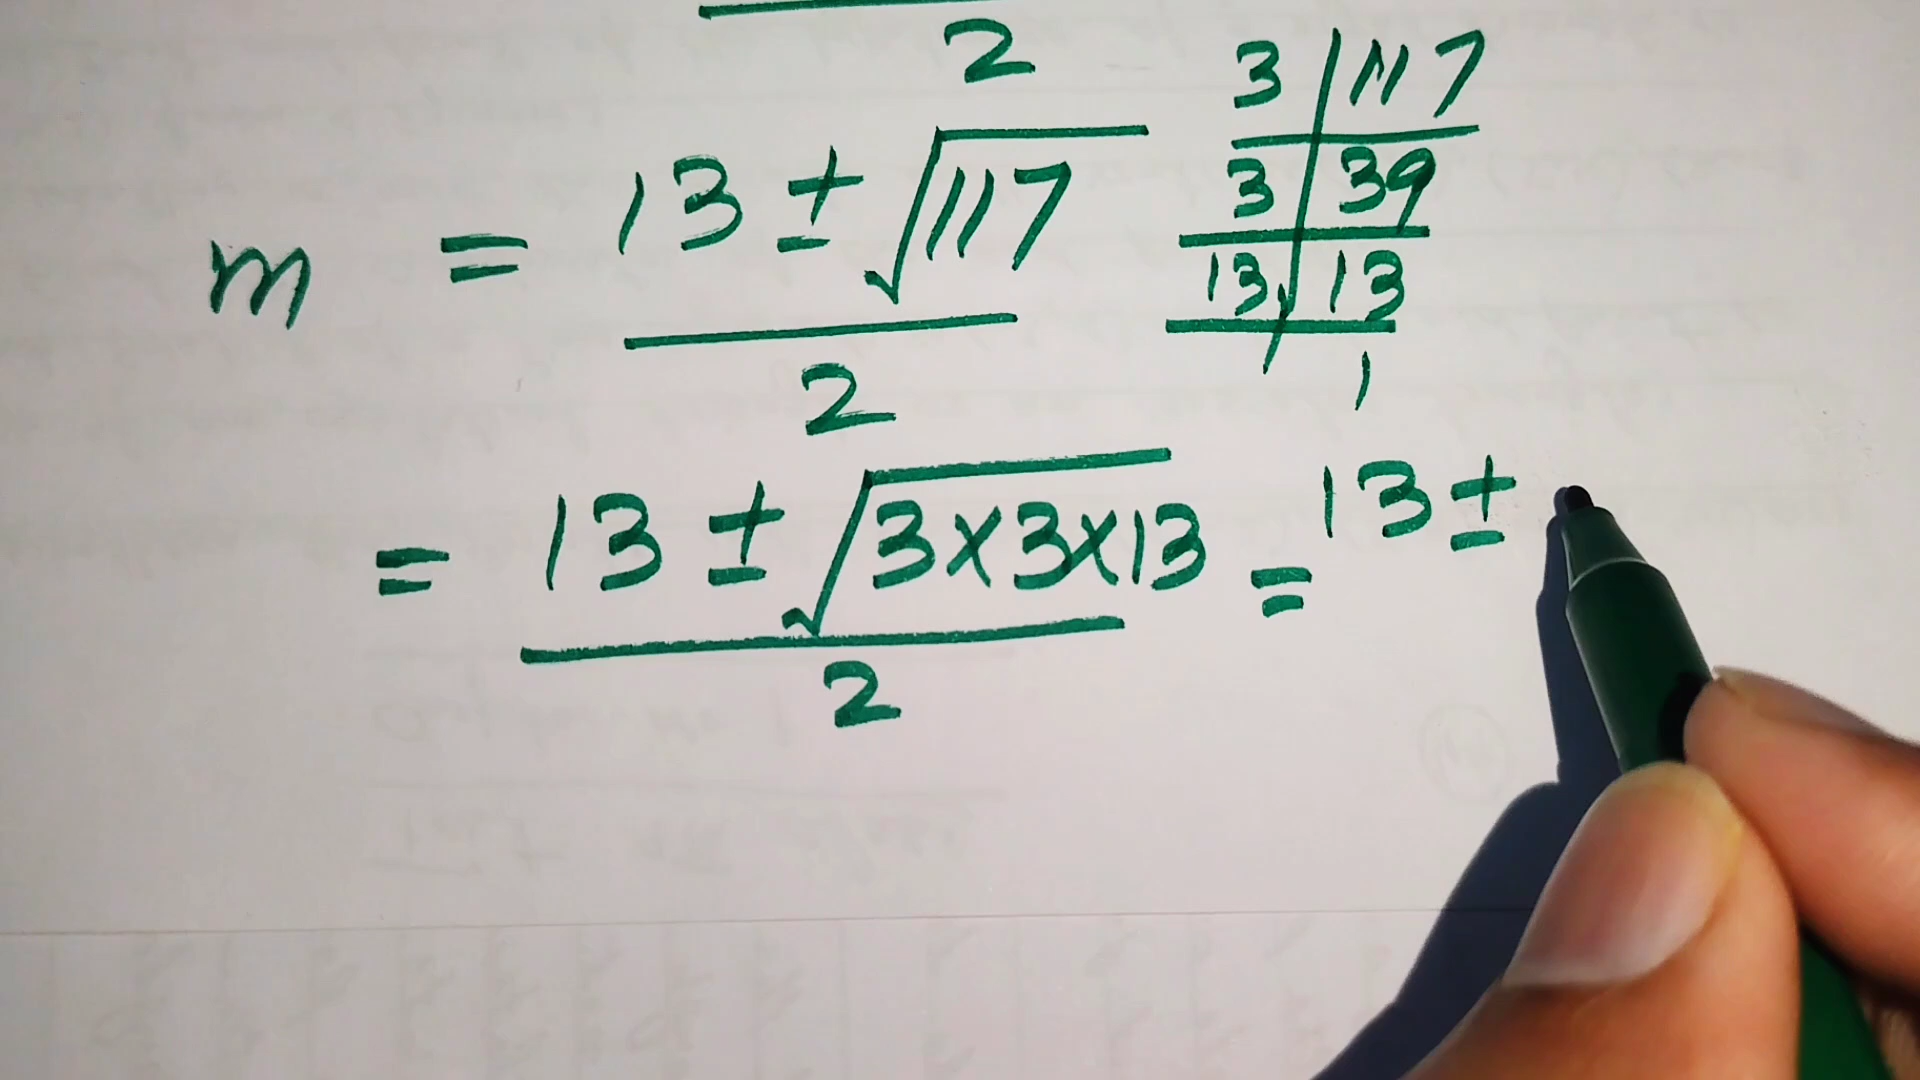 2
3 | 117
m = 13 ± √117 / 2
3 | 39
13 | 13
1
= 13 ± √3×3×13 / 2 = 13 ±